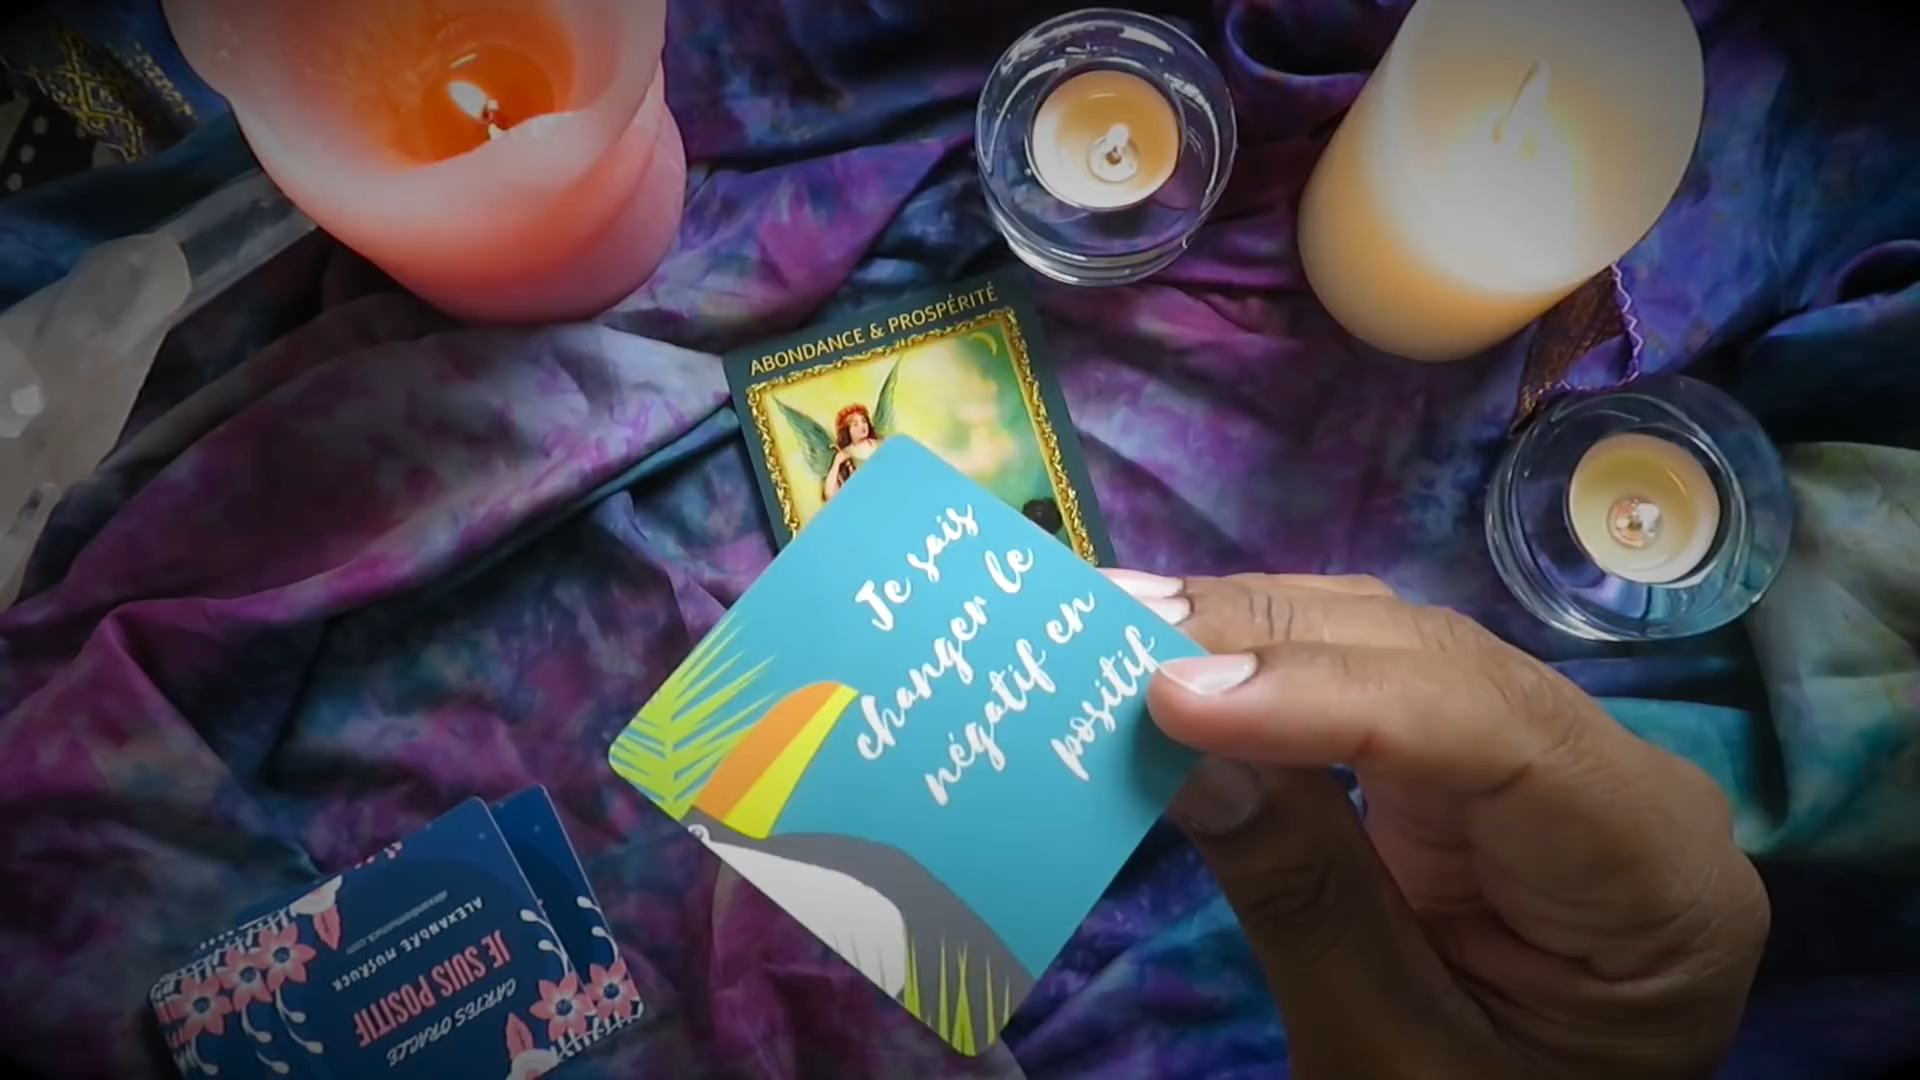 ABONDANCE & PROSPÉRITÉ
Je sais
changer le
négatif en
positif
CARTES ORACLE
JE SUIS POSITIF
ALEXANDRE MUSRUCK